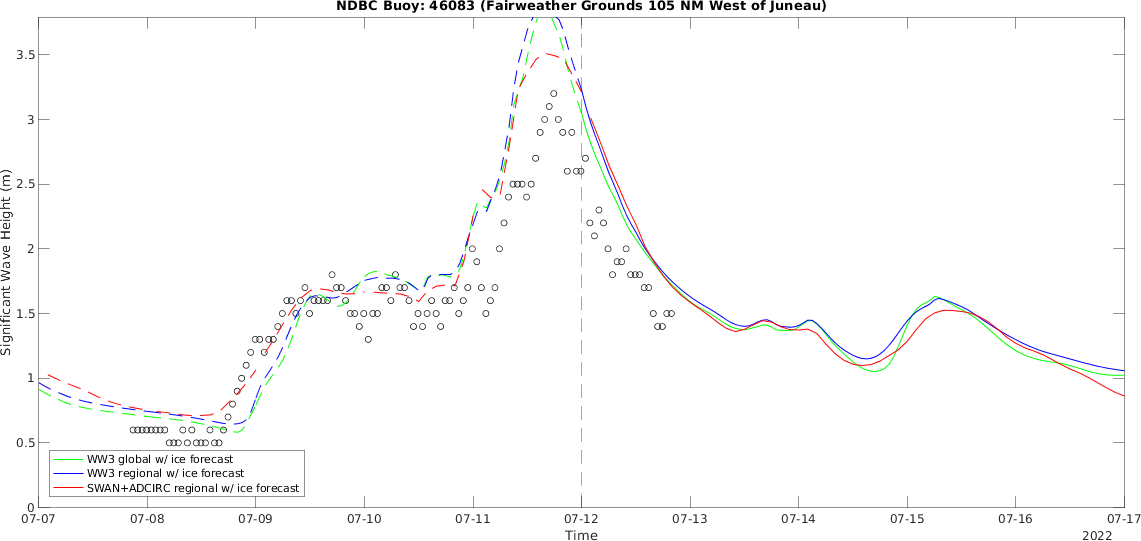 NDBC Buoy: 46083 (Fairweather Grounds 105 NM West of Juneau)
3.5
3
2.5
2
1.5
1
0.5
0
Significant Wave Height (m)
WW3 global w/ ice forecast
WW3 regional w/ ice forecast
SWAN+ADCIRC regional w/ ice forecast
07-07 07-08 07-09 07-10 07-11 07-12 07-13 07-14 07-15 07-16 07-17
Time
2022